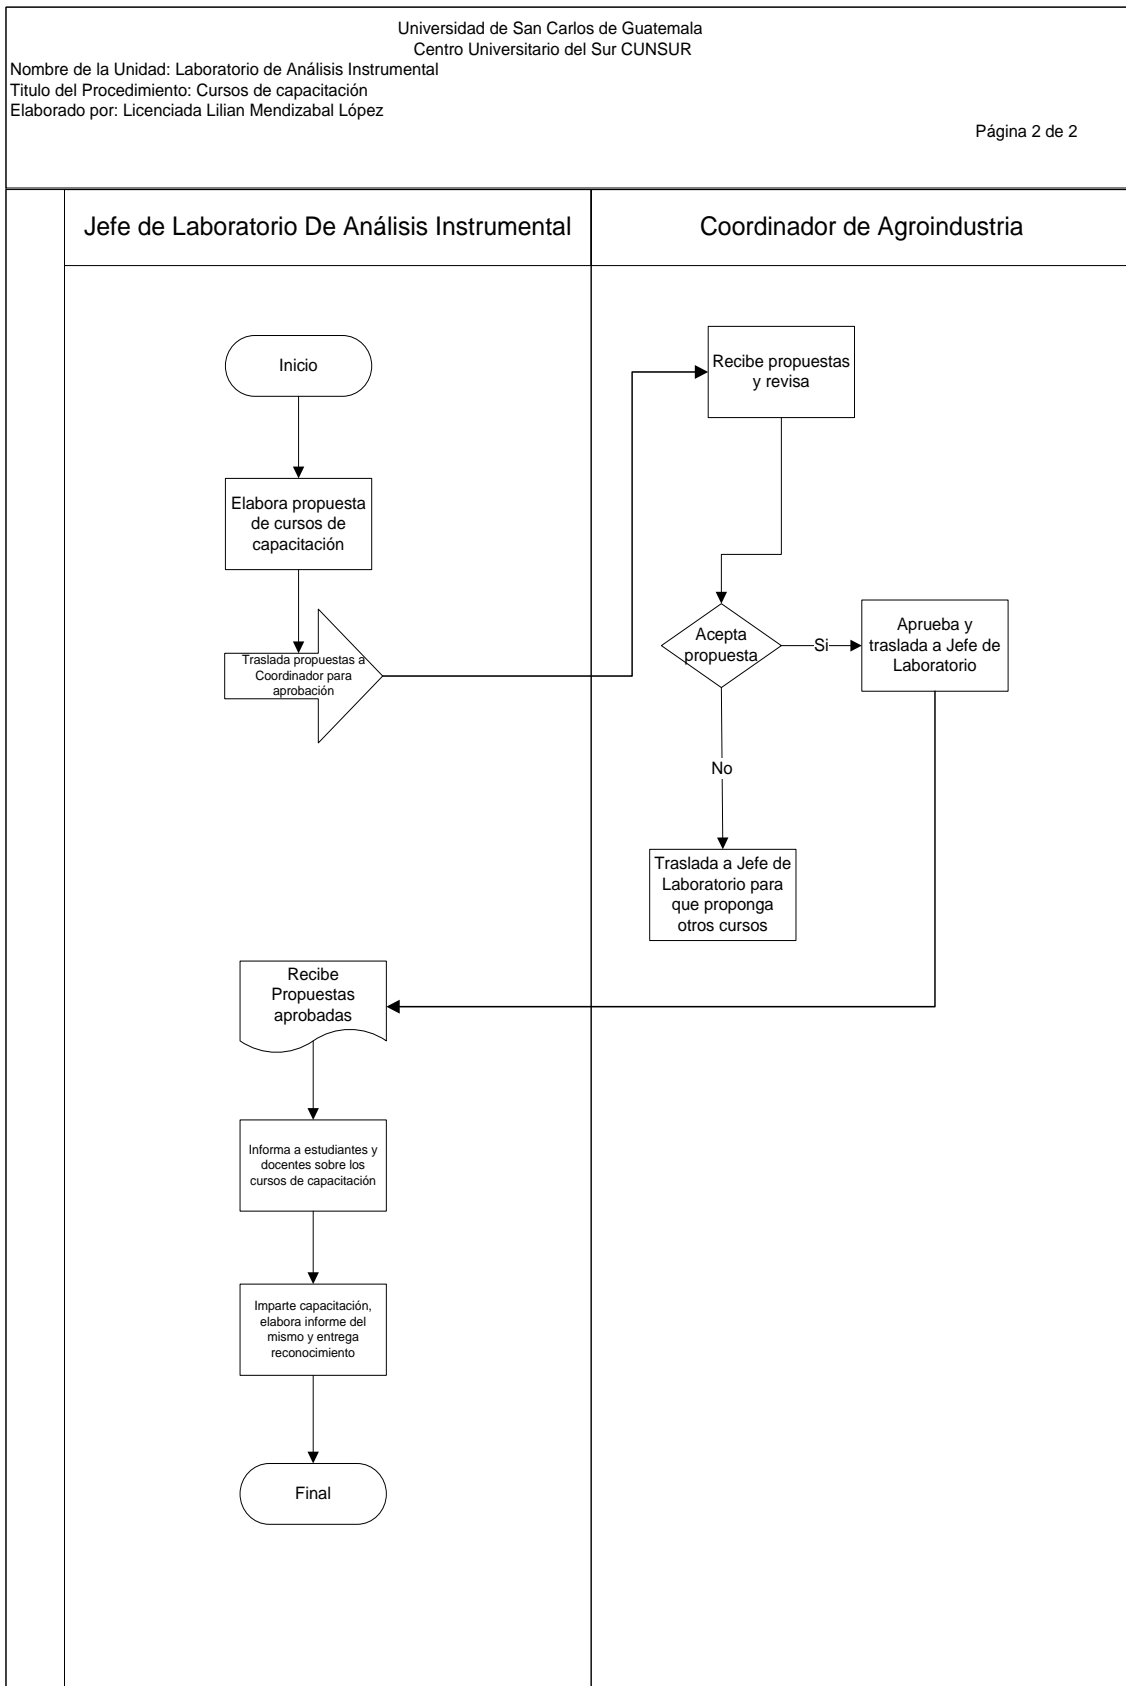 Universidad de San Carlos de Guatemala
Centro Universitario del Sur CUNSUR
Nombre de la Unidad: Laboratorio de Análisis Instrumental
Titulo del Procedimiento: Cursos de capacitación
Elaborado por: Licenciada Lilian Mendizabal López
Página 2 de 2
Jefe de Laboratorio De Análisis Instrumental
Coordinador de Agroindustria
Inicio
Elabora propuesta
de cursos de
capacitación
Traslada propuestas a
Coordinador para
aprobación
Recibe propuestas
y revisa
Acepta
propuesta
Si
Aprueba y
traslada a Jefe de
Laboratorio
No
Traslada a Jefe de
Laboratorio para
que proponga
otros cursos
Recibe
Propuestas
aprobadas
Informa a estudiantes y
docentes sobre los
cursos de capacitación
Imparte capacitación,
elabora informe del
mismo y entrega
reconocimiento
Final